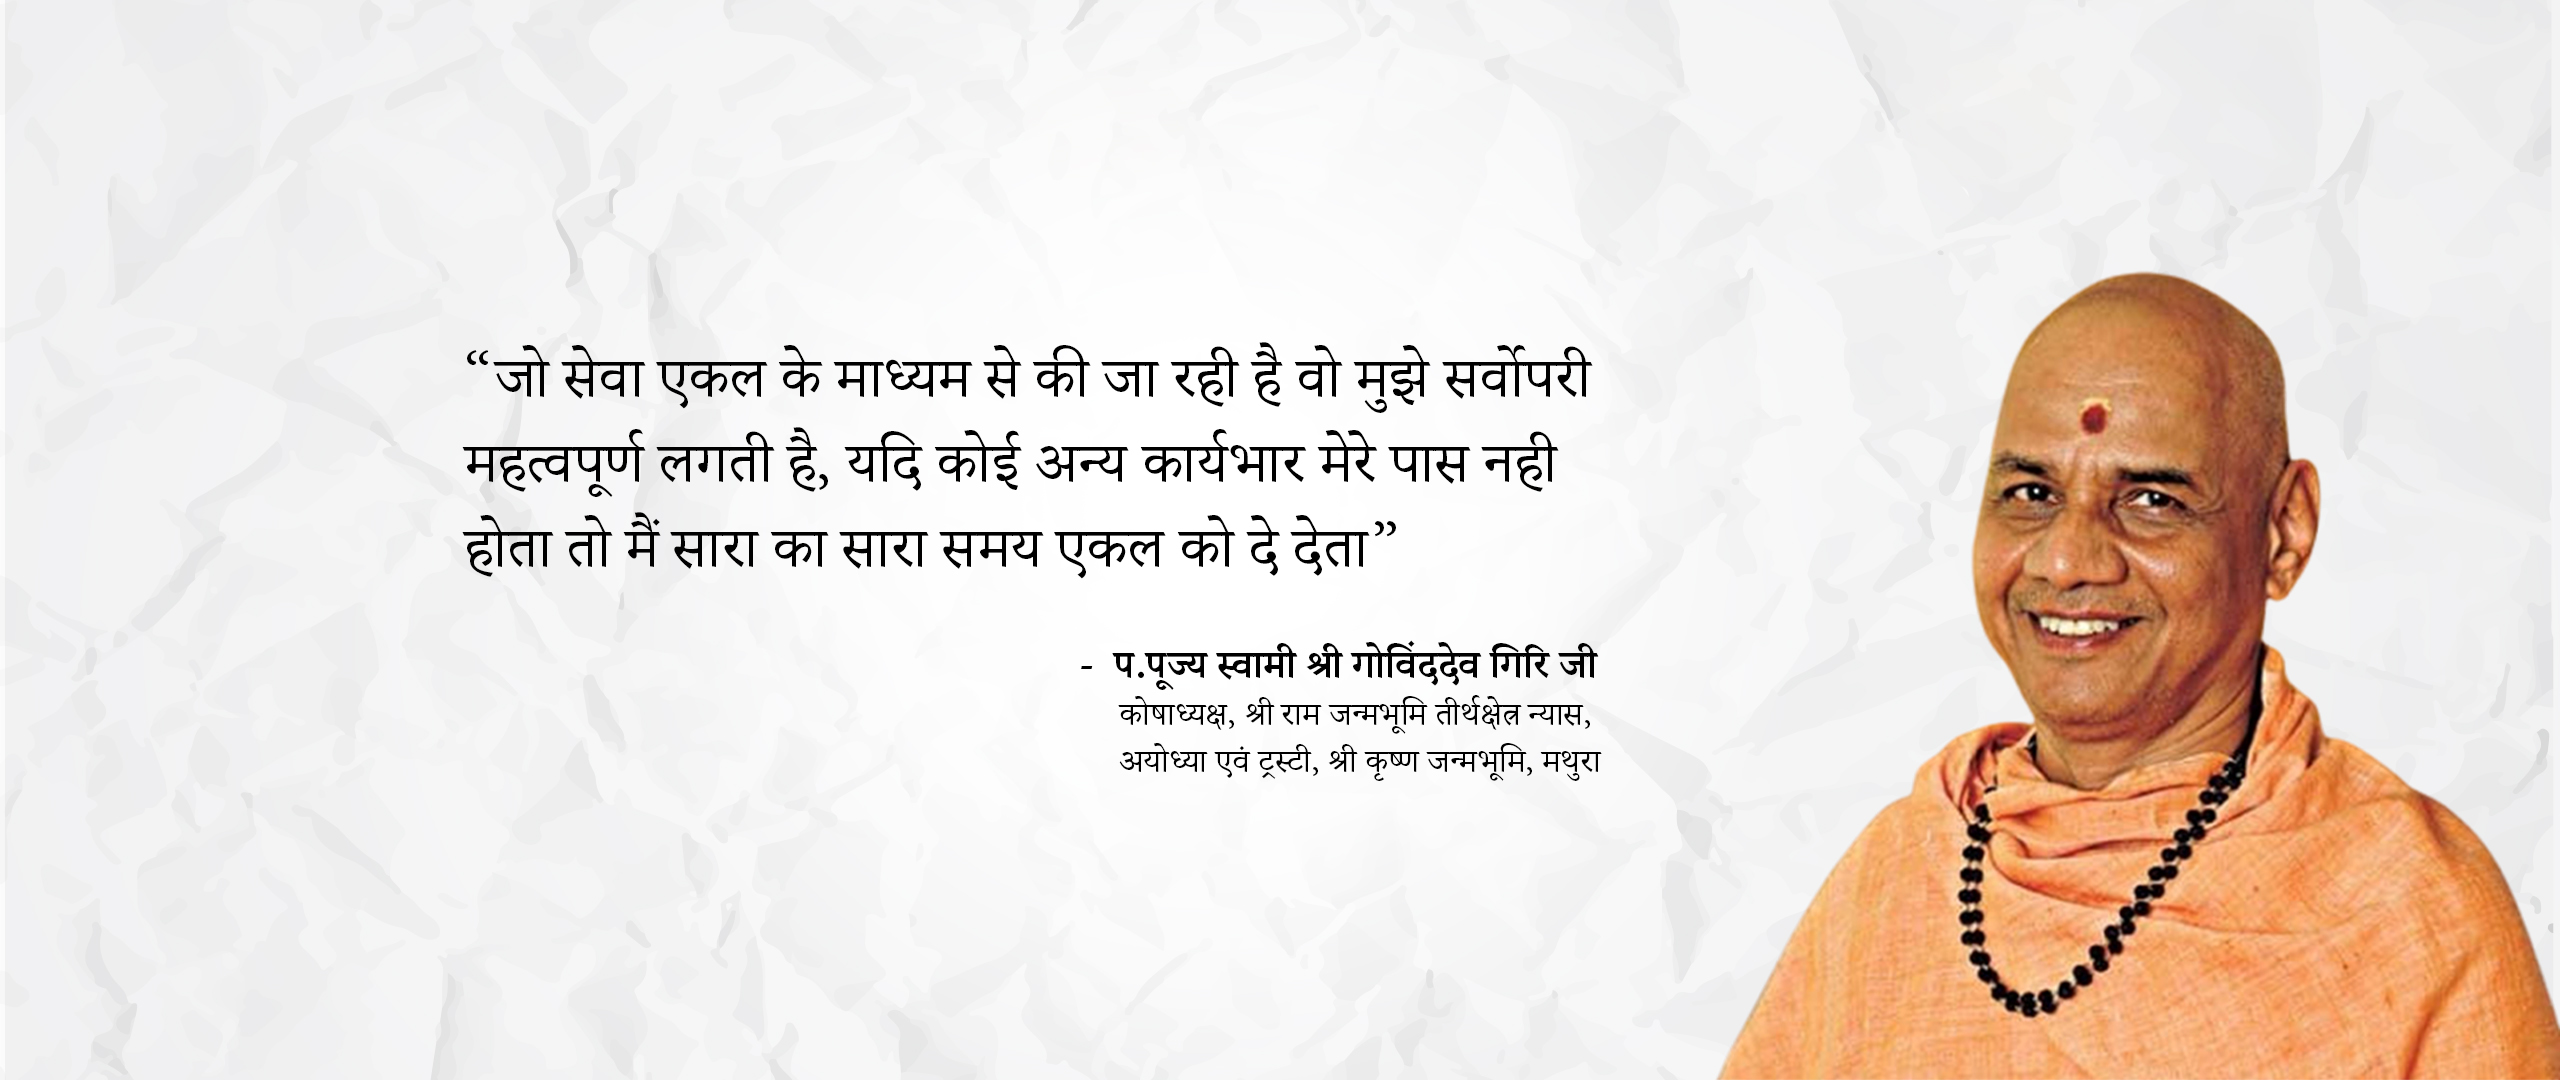 “जो सेवा एकल के माध्यम से की जा रही है वो मुझे सर्वोपरी
महत्वपूर्ण लगती है, यदि कोई अन्य कार्यभार मेरे पास नही
होता तो मैं सारा का सारा समय एकल को दे देता”
- प.पूज्य स्वामी श्री गोविंददेव गिरि जी
कोषाध्यक्ष, श्री राम जन्मभूमि तीर्थक्षेत्र न्यास,
अयोध्या एवं ट्रस्टी, श्री कृष्ण जन्मभूमि, मथुरा